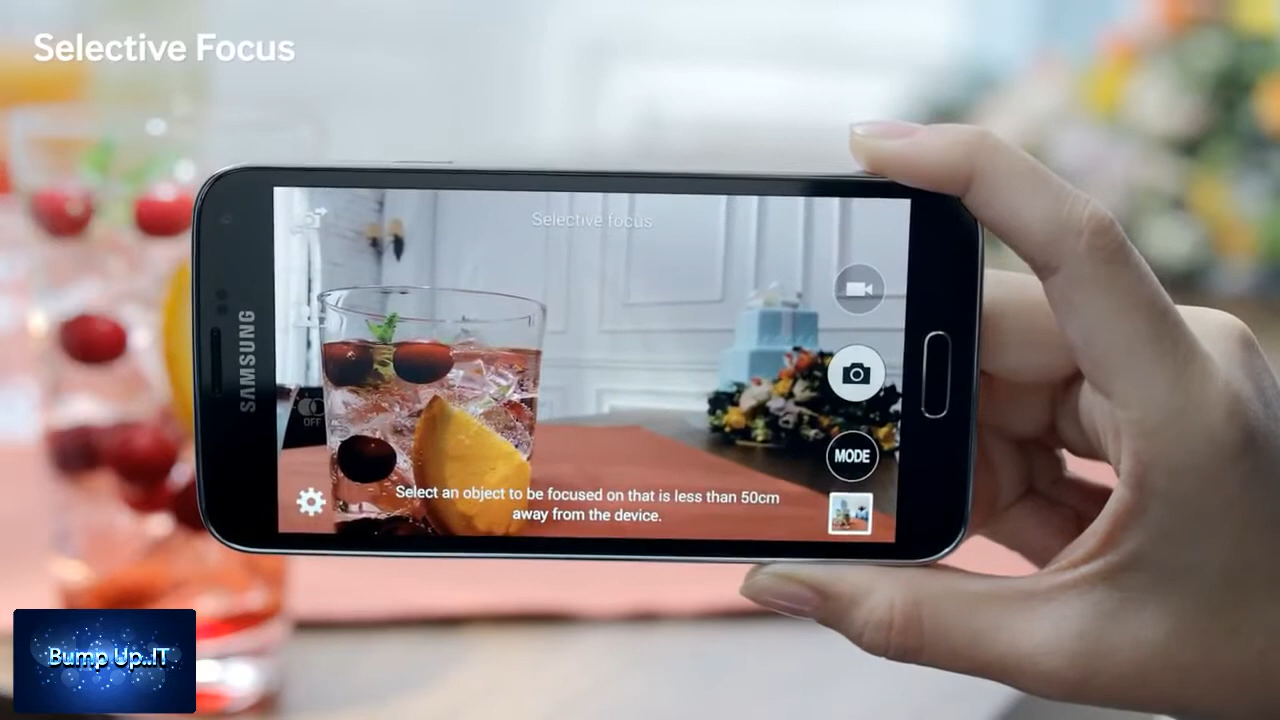 Selective Focus
Selective focus
SAMSUNG
OFF
MODE
Select an object to be focused on that is less than 50cm
away from the device.
Bump Up..IT